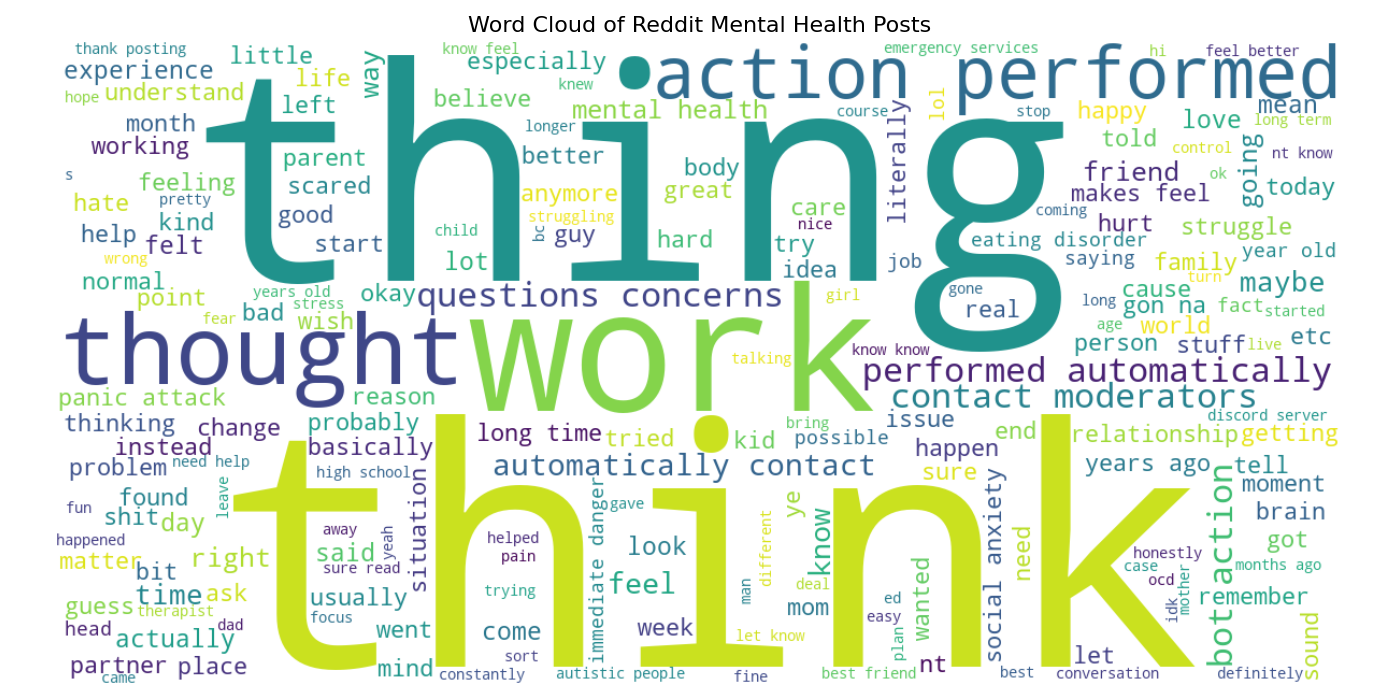 Word Cloud of Reddit Mental Health Posts
thank posting
little
way
know feel
especially
emergency services
hi
feel better
experience
life
knew
action performed
hope
understand
left
believe
mental health
course
literally
lol
stop
happy
mean
long term
month
thing
longer
love
working
parent
better
body
told
control
nt know
s
feeling
scared
anymore
great
friend
ok
going
today
hate
pretty
kind
good
struggling
care
nice
makes feel
coming
hurt
struggle
help
felt
start
child
bc
guy
hard
try
eating disorder
year old
wrong
lot
idea
job
saying
family
normal
years old
okay
questions concerns
girl
gone
cause
turn
maybe
point
stress
real
long
gon na
fact
started
fear
bad
wish
age
world
thought
work
talking
know know
person
stuff
live
etc
performed automatically
panic attack
reason
contact moderators
thinking
change
probably
long time
tried
kid
bring
possible
issue
end
relationship
discord server
getting
instead
basically
happen
problem
need help
high school
automatically contact
sure
years ago
tell
found
leave
situation
think
immediate danger
gave
ye
know
social anxiety
need
bot action
moment
fun
shit
day
away
yeah
helped
look
different
brain
happened
said
pain
honestly
got
matter
right
sure read
case
months ago
bit
time
ask
usually
trying
feel
man
deal
mom
ed
wanted
ocd
mother
idk
remember
guess
therapist
focus
easy
head
dad
actually
went
come
week
let know
plan
sound
partner
place
mind
sort
nt
let
came
constantly
autistic people
fine
best friend
best
conversation
definitely